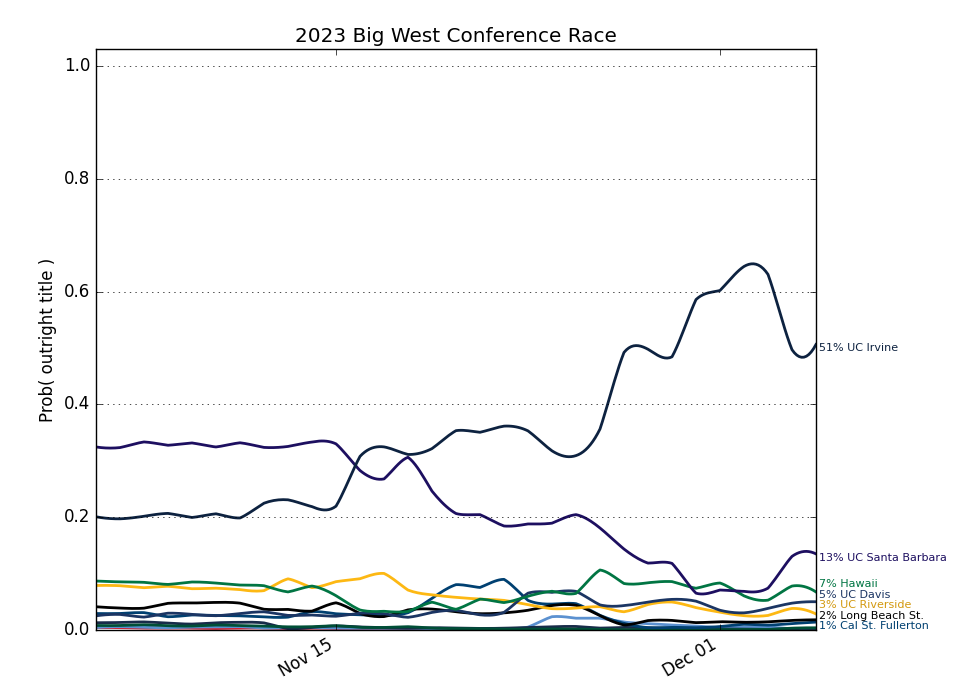 2023 Big West Conference Race
Prob( outright title )
1.0
0.8
0.6
0.4
0.2
0.0
Nov 15
Dec 01
51% UC Irvine
13% UC Santa Barbara
7% Hawaii
5% UC Davis
3% UC Riverside
2% Long Beach St.
1% Cal St. Fullerton